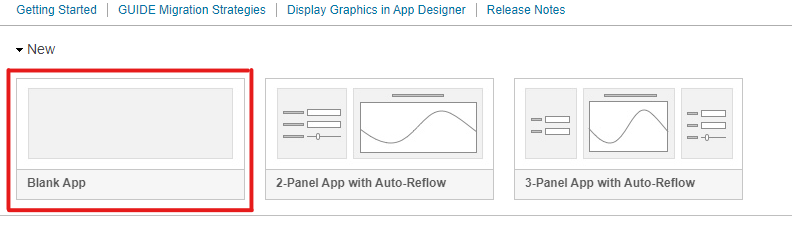 Getting Started GUIDE Migration Strategies Display Graphics in App Designer Release Notes
New
Blank App 2-Panel App with Auto-Reflow 3-Panel App with Auto-Reflow